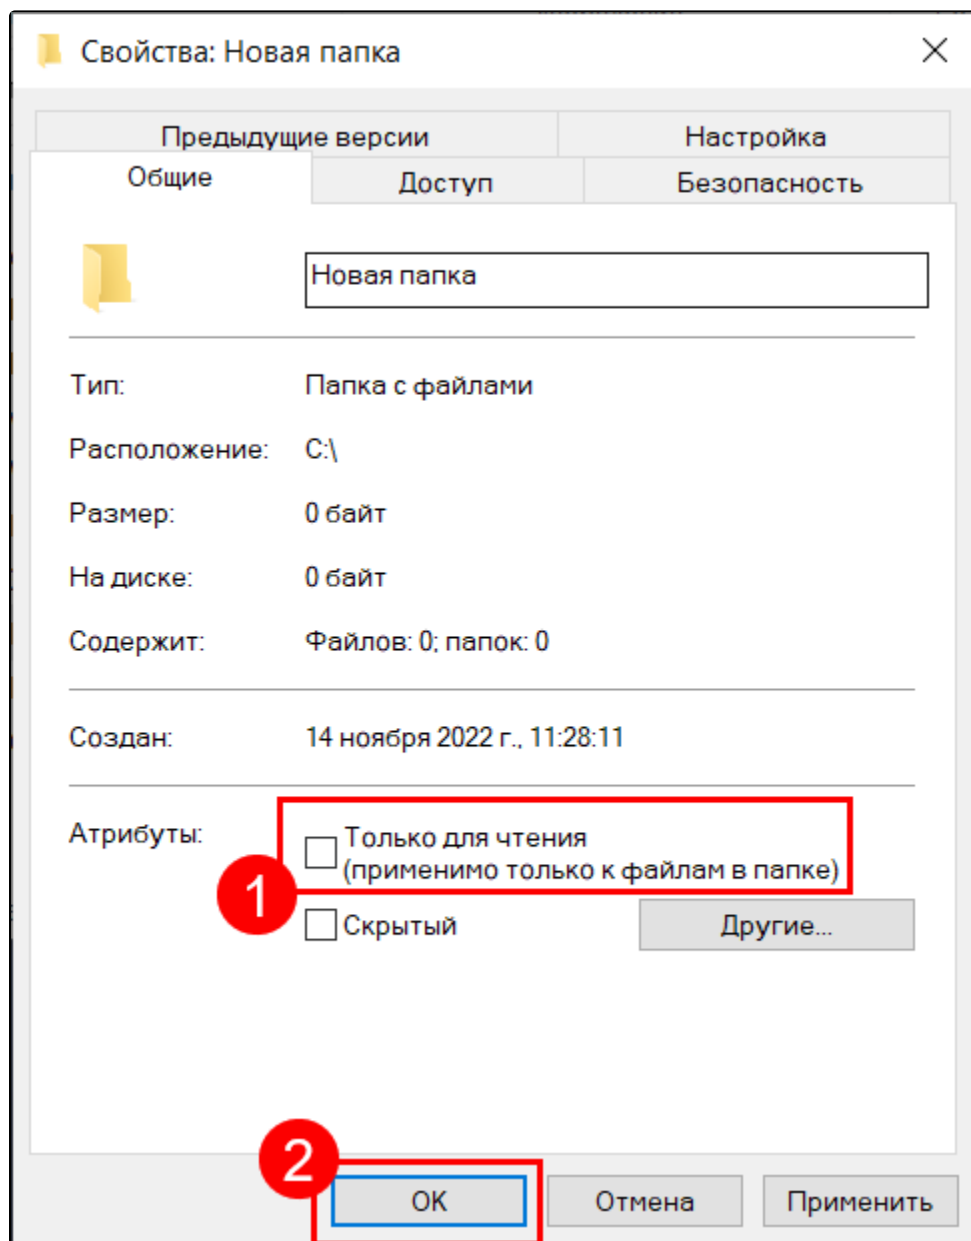 Свойства: Новая папка
Предыдущие версии
Настройка
Общие
Доступ
Безопасность
Новая папка
Тип: Папка с файлами
Расположение: C:\
Размер: 0 байт
На диске: 0 байт
Содержит: Файлов: 0; папок: 0
Создан: 14 ноября 2022 г., 11:28:11
Атрибуты:
Только для чтения
(применимо только к файлам в папке)
1
Скрытый
Другие...
2
ОК
Отмена
Применить